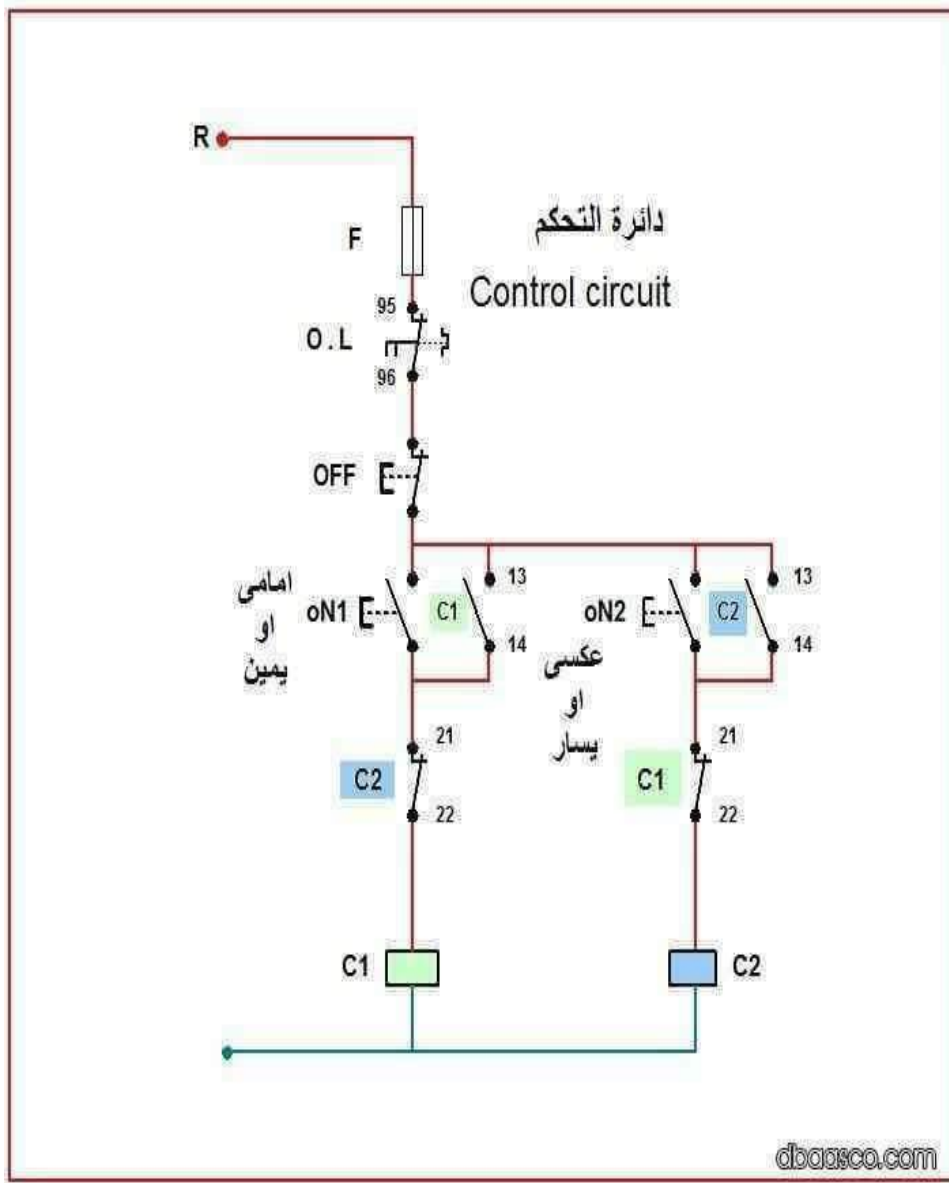 R
F
دائرة التحكم
Control circuit
95
O . L
96
OFF
امامى
او
يمين
oN1
C1
13
14
عكسى
او
يسار
oN2
C2
13
14
C2
21
22
C1
21
22
C1
C2
dbaasco.com